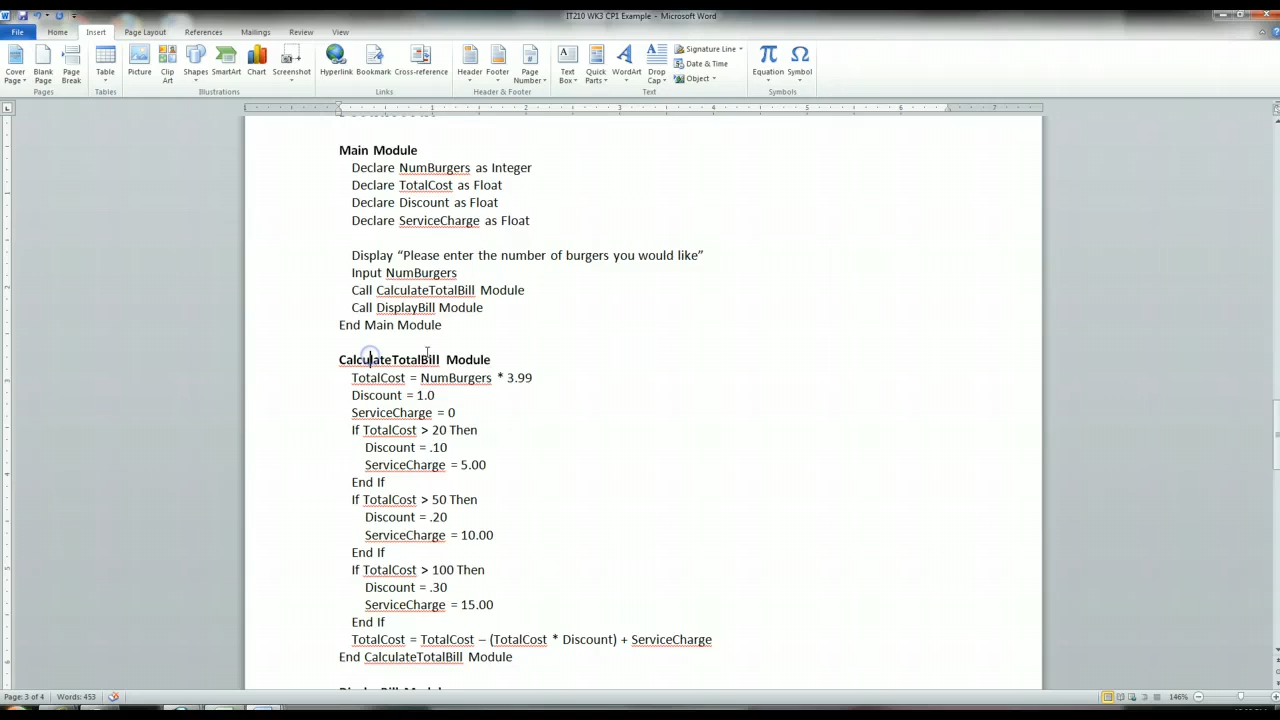 IT210 WK3 CP1 Example - Microsoft Word
File Home Insert Page Layout References Mailings Review View
Cover Page Blank Page Page Break Table Picture Clip Art Shapes SmartArt Chart Screenshot Hyperlink Bookmark Cross-reference Header Footer Page Number Text Box Quick Parts WordArt Drop Cap Signature Line Date & Time Object Equation Symbol
Pages Tables Illustrations Links Header & Footer Text Symbols
Main Module
Declare NumBurgers as Integer
Declare TotalCost as Float
Declare Discount as Float
Declare ServiceCharge as Float
Display “Please enter the number of burgers you would like”
Input NumBurgers
Call CalculateTotalBill Module
Call DisplayBill Module
End Main Module
CalculateTotalBill Module
TotalCost = NumBurgers * 3.99
Discount = 1.0
ServiceCharge = 0
If TotalCost > 20 Then
Discount = .10
ServiceCharge = 5.00
End If
If TotalCost > 50 Then
Discount = .20
ServiceCharge = 10.00
End If
If TotalCost > 100 Then
Discount = .30
ServiceCharge = 15.00
End If
TotalCost = TotalCost – (TotalCost * Discount) + ServiceCharge
End CalculateTotalBill Module
Page: 3 of 4 Words: 453 146%